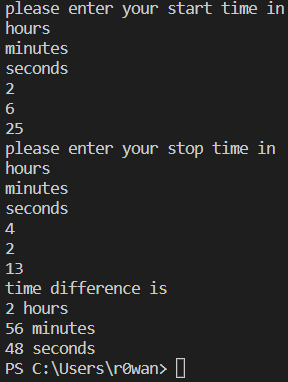 please enter your start time in
hours
minutes
seconds
2
6
25
please enter your stop time in
hours
minutes
seconds
4
2
13
time difference is
2 hours
56 minutes
48 seconds
PS C:\Users\r0wan>